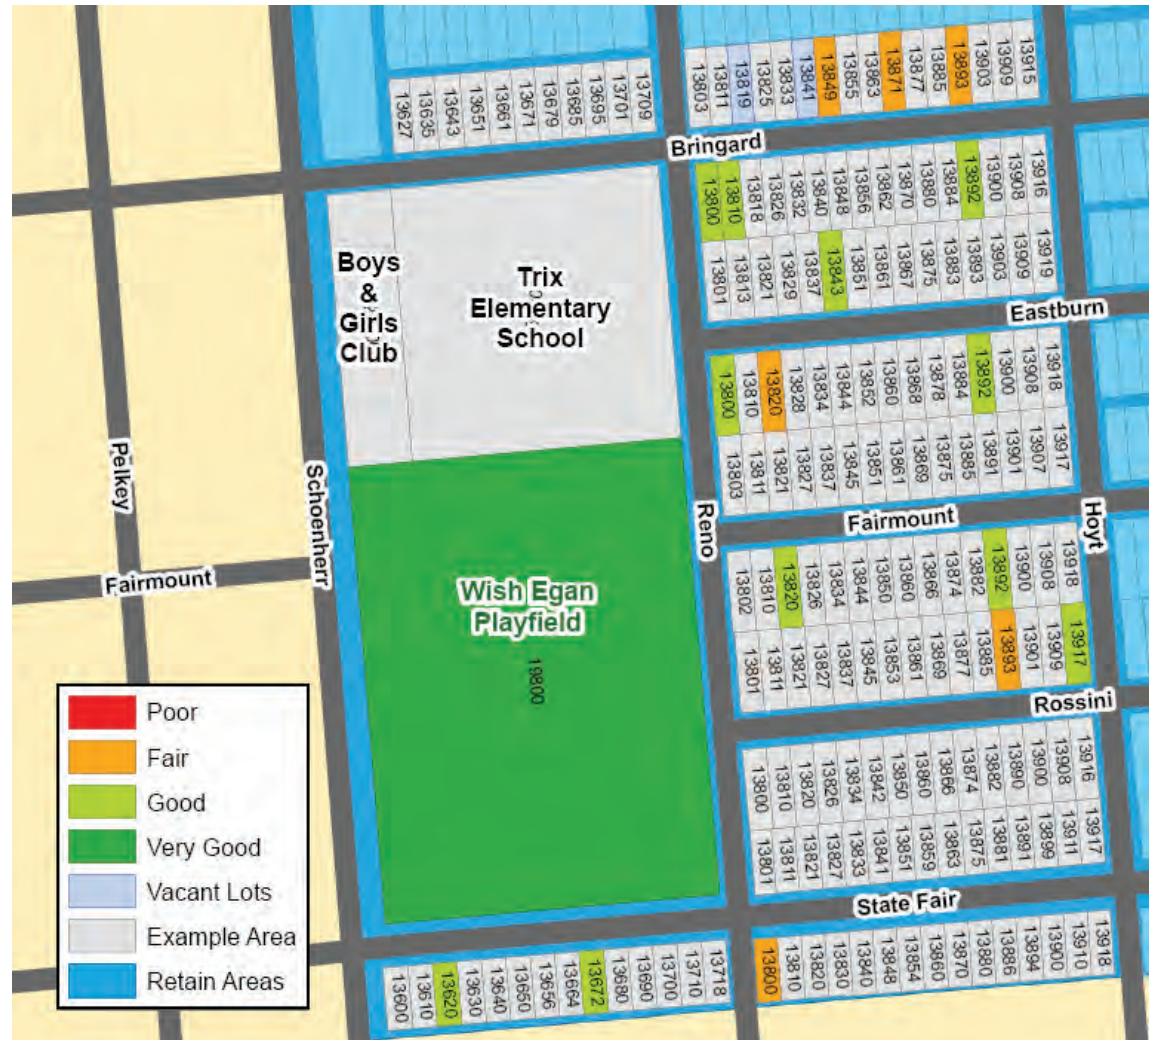 13627 13635 13643 13651 13661 13671 13679 13685 13695 13701 13709
13803 13811 13819 13825 13833 13841 13849 13855 13863 13871 13877 13885 13893 13903 13909 13915
Bringard
13800 13810 13818 13826 13832 13840 13848 13856 13862 13870 13880 13884 13892 13900 13908 13916
13801 13813 13821 13829 13837 13843 13851 13861 13867 13875 13883 13893 13903 13909 13919
Boys
&
Girls
Club
Trix
Elementary
School
Eastburn
13800 13810 13820 13828 13834 13844 13852 13860 13868 13878 13884 13892 13900 13908 13918
13803 13811 13821 13827 13837 13845 13851 13861 13869 13875 13885 13891 13901 13907 13917
Pelkey
Schoenherr
Reno
Fairmount
Hoyt
Fairmount
13802 13810 13820 13826 13834 13844 13850 13860 13866 13874 13882 13892 13900 13908 13918
13801 13811 13821 13827 13837 13845 13853 13861 13869 13877 13885 13893 13901 13909 13917
Wish Egan
Playfield
19800
Rossini
13800 13810 13820 13826 13834 13842 13850 13860 13866 13874 13882 13890 13900 13908 13916
13801 13811 13821 13827 13833 13841 13851 13859 13863 13875 13881 13891 13899 13911 13917
State Fair
13600 13610 13620 13630 13640 13650 13656 13664 13672 13680 13690 13700 13710 13718
13800 13810 13820 13830 13840 13848 13854 13860 13870 13880 13886 13894 13900 13910 13918
Poor
Fair
Good
Very Good
Vacant Lots
Example Area
Retain Areas